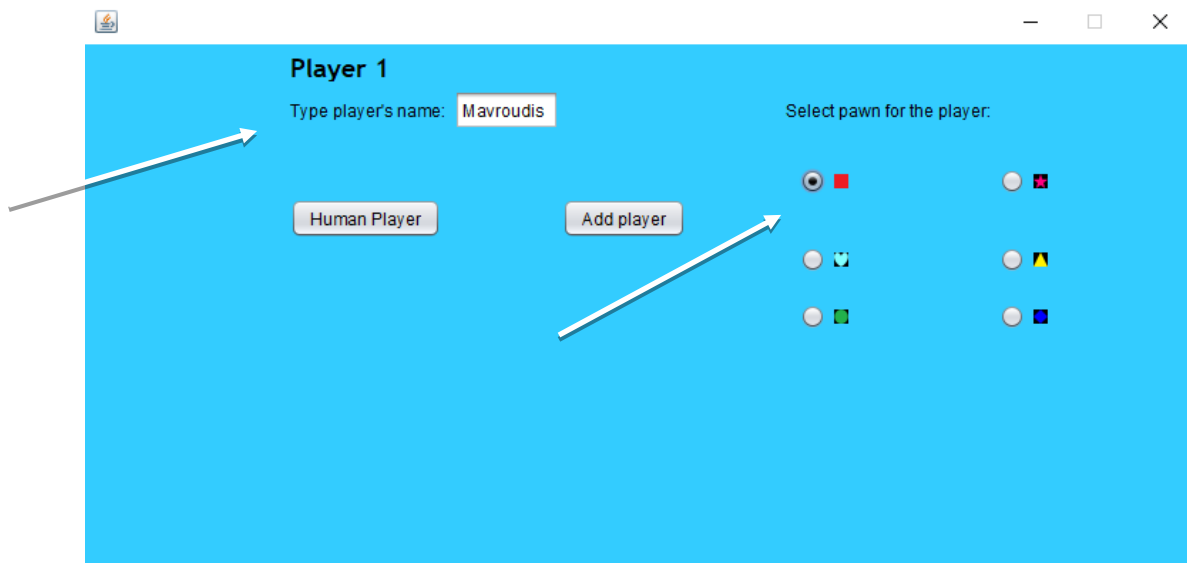 Player 1
Type player's name: Mavroudis
Select pawn for the player:
Human Player
Add player